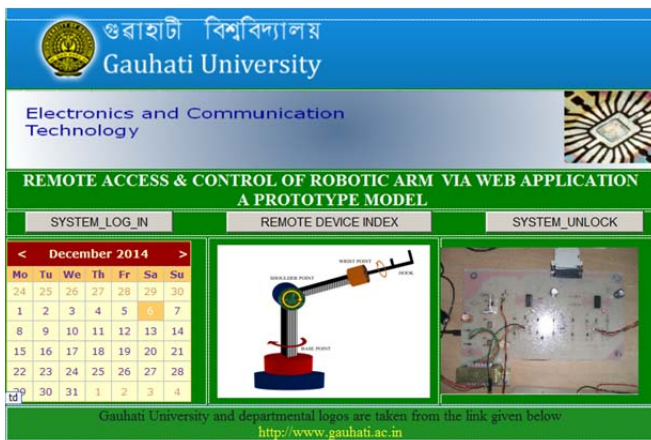 গুৱাহাটী বিশ্ববিদ্যালয়
Gauhati University
Electronics and Communication
Technology
REMOTE ACCESS & CONTROL OF ROBOTIC ARM VIA WEB APPLICATION
A PROTOTYPE MODEL
SYSTEM_LOG_IN
REMOTE DEVICE INDEX
SYSTEM_UNLOCK
< December 2014 >
Mo Tu We Th Fr Sa Su
24 25 26 27 28 29 30
1 2 3 4 5 6 7
8 9 10 11 12 13 14
15 16 17 18 19 20 21
22 23 24 25 26 27 28
29 30 31 1 2 3 4
td
WRIST POINT
SHOULDER POINT
HOOK
BASE POINT
Gauhati University and departmental logos are taken from the link given below
http://www.gauhati.ac.in